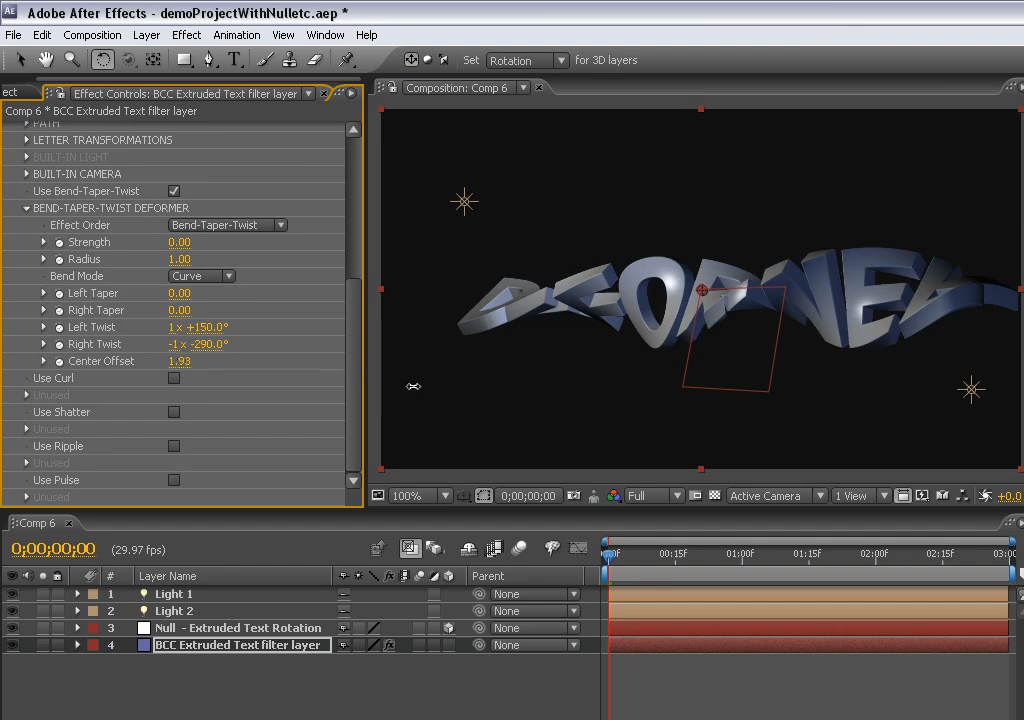 Adobe After Effects - demoProjectWithNulletc.aep *
File Edit Composition Layer Effect Animation View Window Help
Set Rotation for 3D layers
ect Effect Controls: BCC Extruded Text filter layer
Composition: Comp 6
Comp 6 * BCC Extruded Text filter layer
PATH
LETTER TRANSFORMATIONS
BUILT-IN LIGHT
BUILT-IN CAMERA
Use Bend-Taper-Twist
BEND-TAPER-TWIST DEFORMER
Effect Order Bend-Taper-Twist
Strength 0.00
Radius 1.00
Bend Mode Curve
Left Taper 0.00
Right Taper 0.00
Left Twist 1 x +150.0°
Right Twist -1 x -290.0°
Center Offset 1.93
Use Curl
Unused
Use Shatter
Unused
Use Ripple
Unused
Use Pulse
Unused
100% 0;00;00;00 Full Active Camera 1 View +0.0
Comp 6
0;00;00;00 (29.97 fps)
00:15F 01:00F 01:15F 02:00F 02:15F 03:00
# Layer Name Parent
1 Light 1 None
2 Light 2 None
3 Null - Extruded Text Rotation None
4 BCC Extruded Text filter layer None